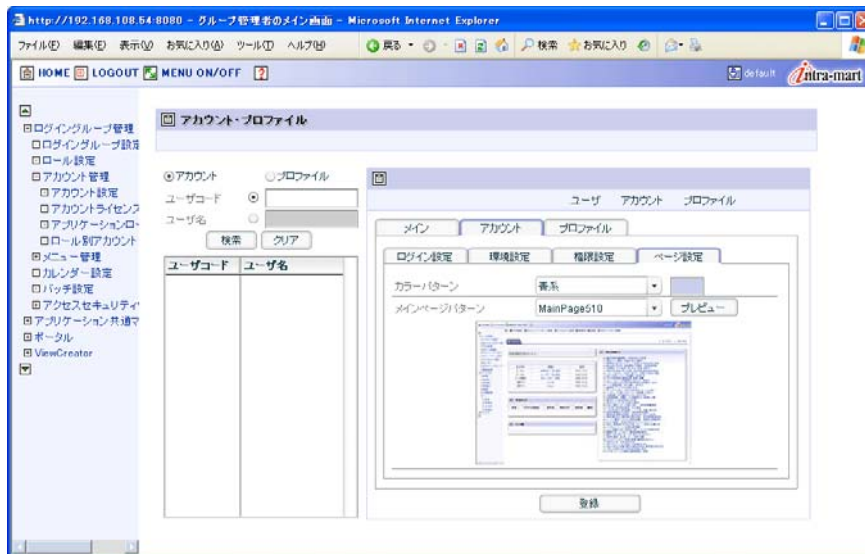 http://192.168.108.54:8080 - グループ管理者のメイン画面 - Microsoft Internet Explorer
ファイル(F) 編集(E) 表示(V) お気に入り(A) ツール(T) ヘルプ(H) 戻る 検索 お気に入り
HOME LOGOUT MENU ON/OFF ? default intra-mart
ログイングループ管理
ログイングループ設定
ロール設定
アカウント管理
アカウント設定
アカウントライセンス
アプリケーションロー
ロール別アカウント
メニュー管理
カレンダー設定
バッチ設定
アクセスセキュリティ
アプリケーション共通マ
ポータル
ViewCreator
アカウント・プロファイル
アカウント プロファイル
ユーザコード
ユーザ名
検索 クリア
ユーザコード ユーザ名
ユーザ アカウント プロファイル
メイン アカウント プロファイル
ログイン設定 環境設定 権限設定 ページ設定
カラーパターン 青系
メインページパターン MainPage510 プレビュー
登録